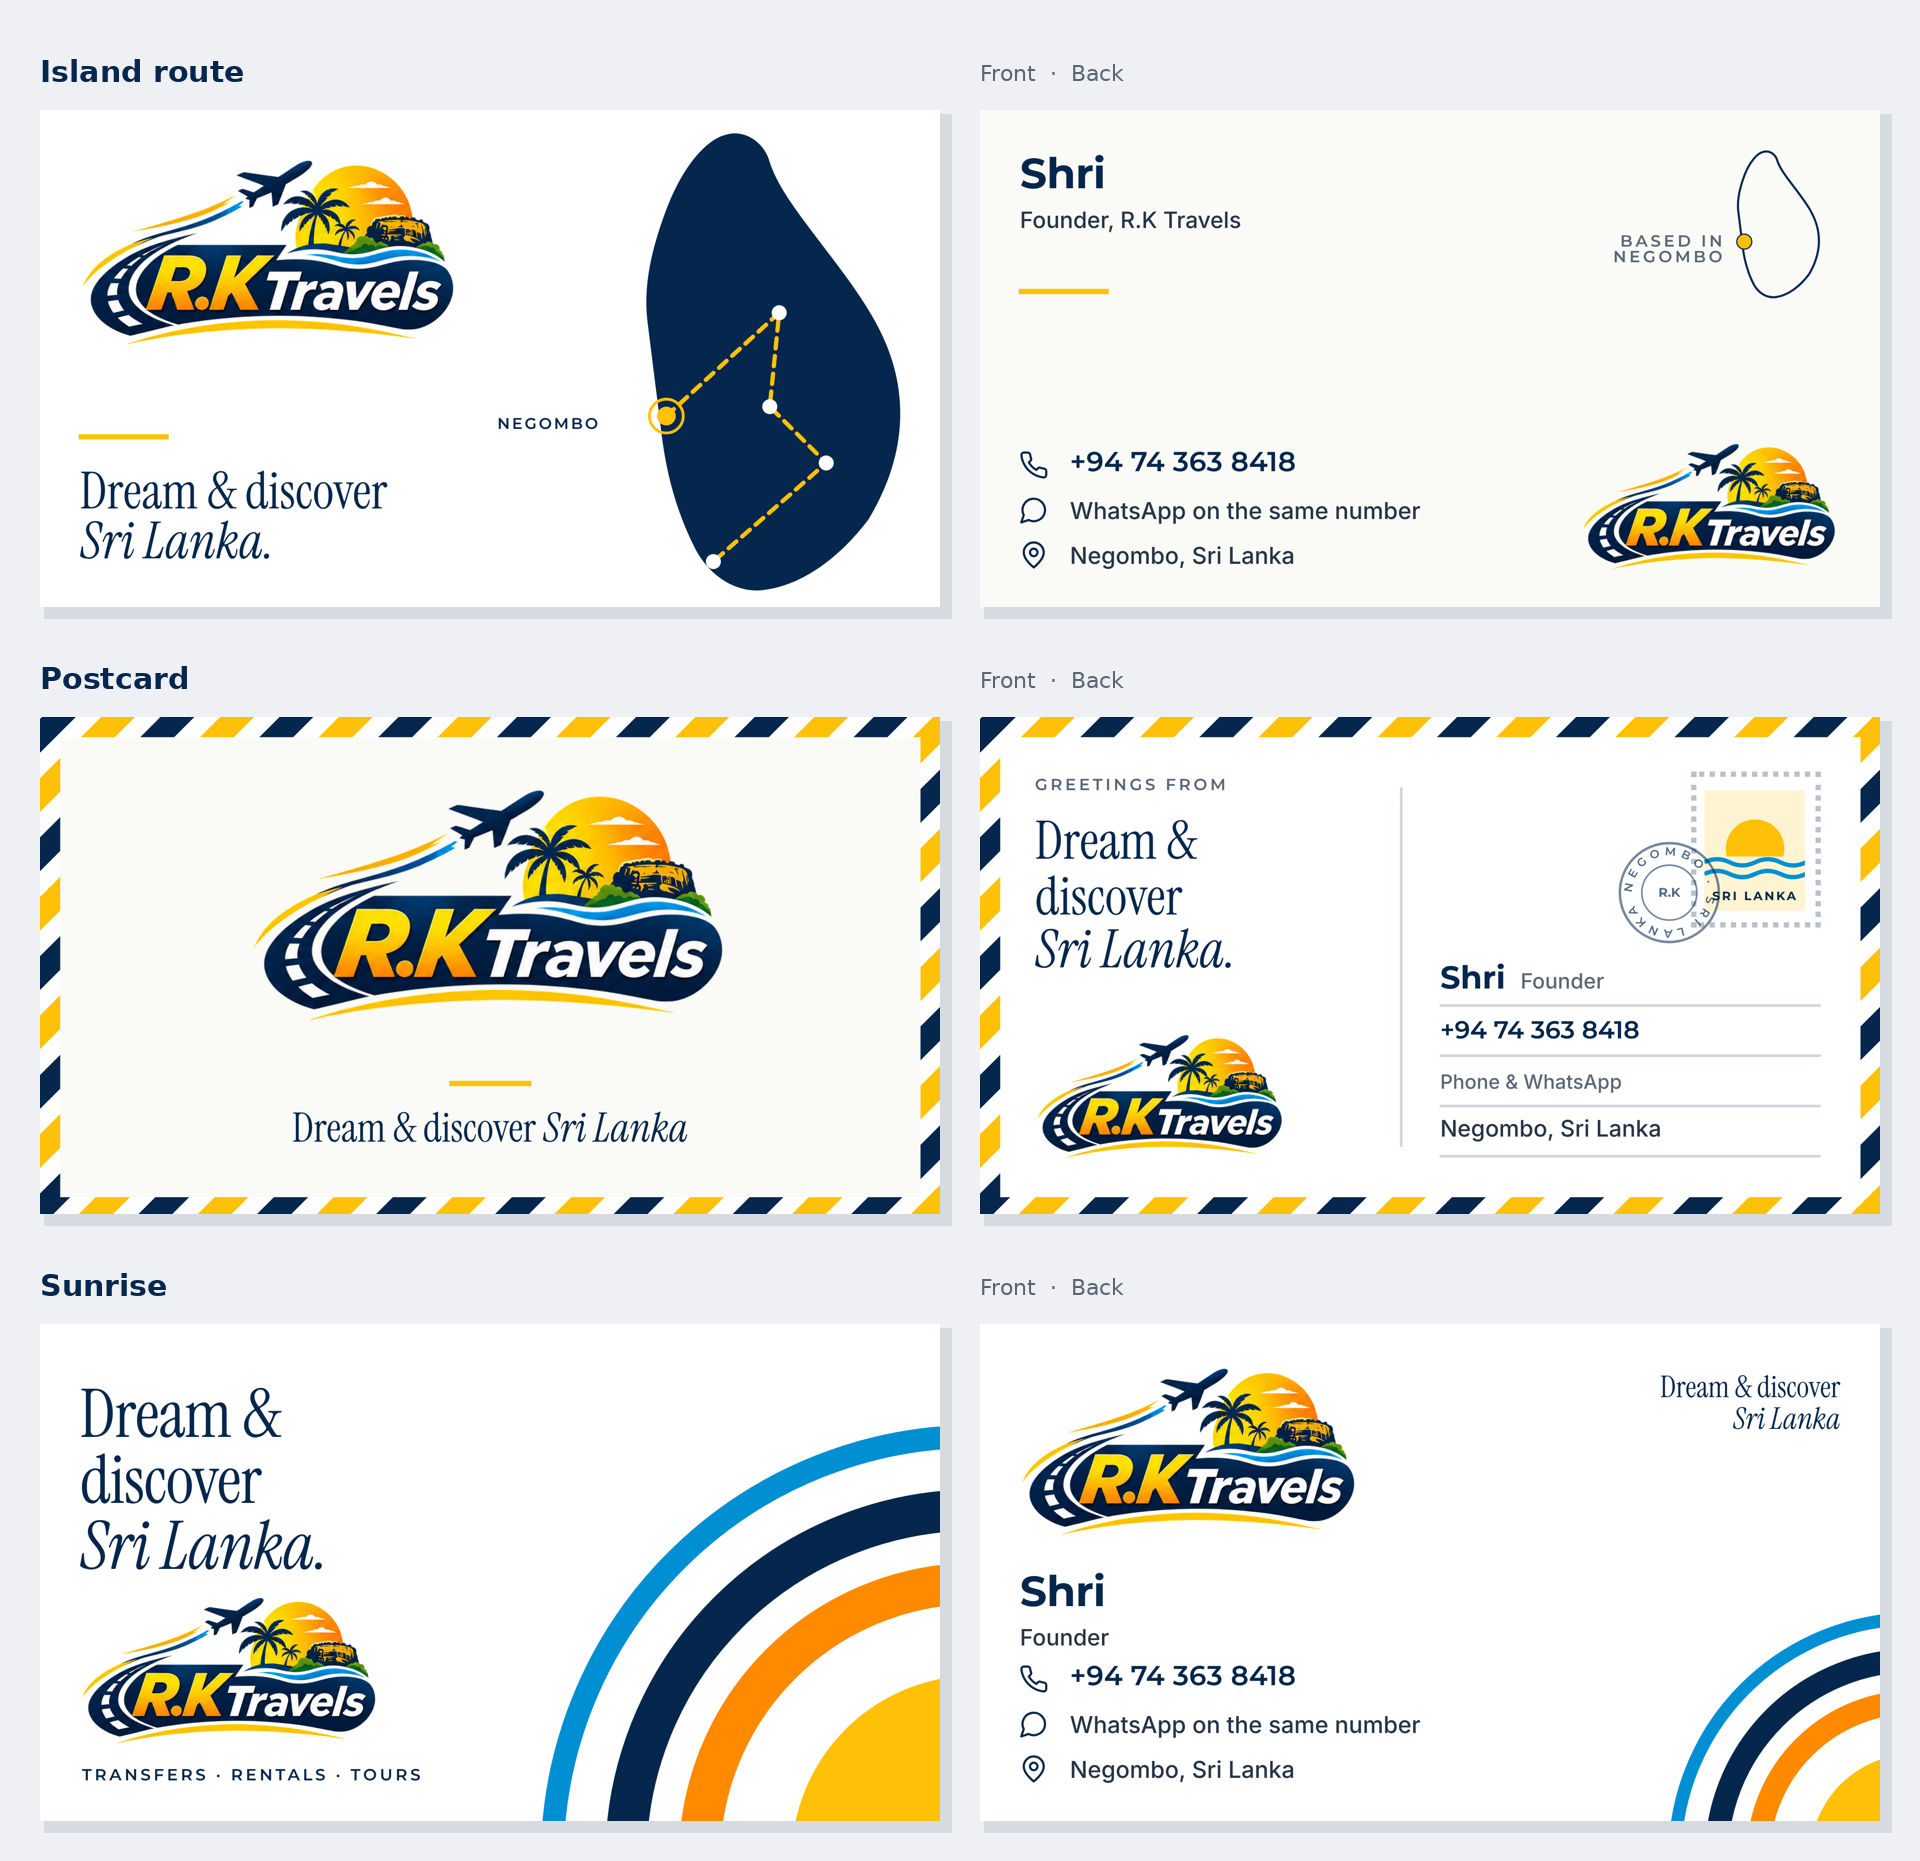 Island route
Front · Back
R.K Travels
NEGOMBO
Dream & discover
Sri Lanka.
Shri
Founder, R.K Travels
BASED IN
NEGOMBO
+94 74 363 8418
WhatsApp on the same number
Negombo, Sri Lanka
R.K Travels
Postcard
Front · Back
R.K Travels
Dream & discover Sri Lanka
GREETINGS FROM
Dream &
discover
Sri Lanka.
R.K Travels
NEGOMBO · SRI LANKA
R.K
SRI LANKA
Shri Founder
+94 74 363 8418
Phone & WhatsApp
Negombo, Sri Lanka
Sunrise
Front · Back
Dream &
discover
Sri Lanka.
R.K Travels
TRANSFERS · RENTALS · TOURS
R.K Travels
Dream & discover
Sri Lanka
Shri
Founder
+94 74 363 8418
WhatsApp on the same number
Negombo, Sri Lanka